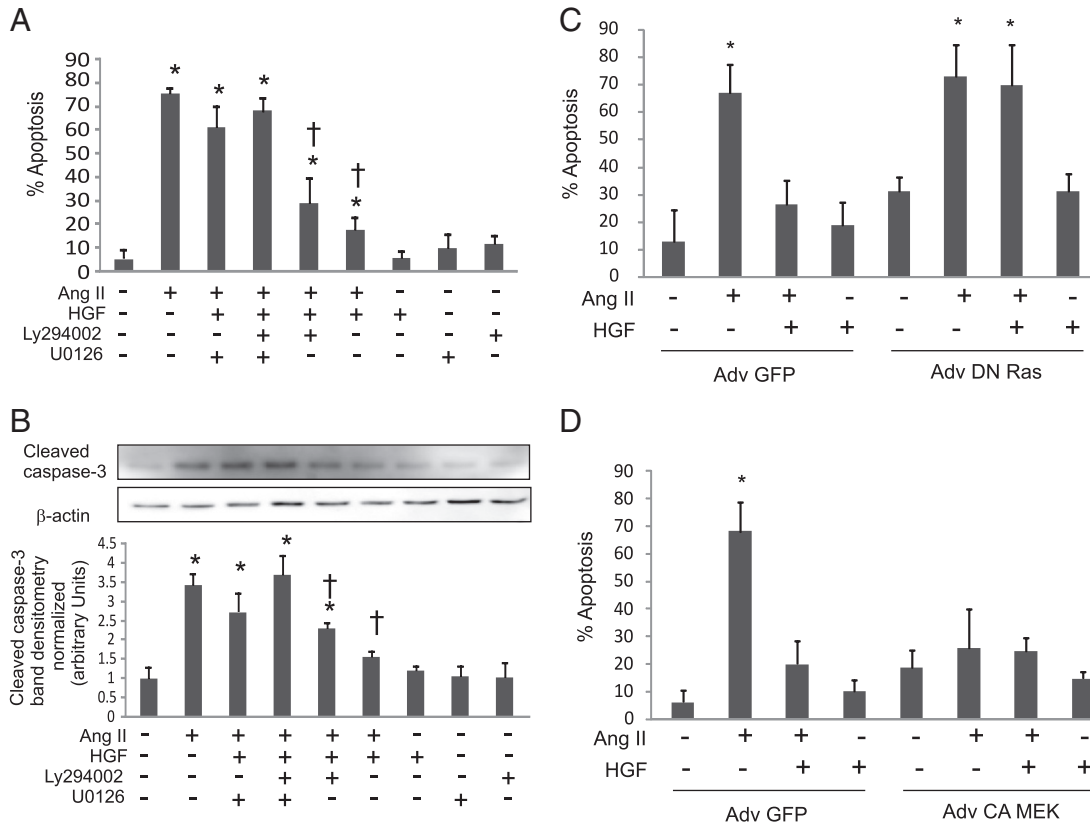 A
% Apoptosis
90
80
70
60
50
40
30
20
10
0
* * * † * † *
Ang II - + + + + + - - -
HGF - - + + + + + - -
Ly294002 - - - + + - - - +
U0126 - - + + - - - + -
B
Cleaved
caspase-3
β-actin
Cleaved caspase-3
band densitometry
normalized
(arbitrary Units)
4.5
4
3.5
3
2.5
2
1.5
1
0.5
0
* * * † * †
Ang II - + + + + + - - -
HGF - - + + + + + - -
Ly294002 - - - + + - - - +
U0126 - - + + - - - + -
C
% Apoptosis
90
80
70
60
50
40
30
20
10
0
* * *
Ang II - + + - - + + -
HGF - - + + - - + +
Adv GFP Adv DN Ras
D
% Apoptosis
90
80
70
60
50
40
30
20
10
0
*
Ang II - + + - - + + -
HGF - - + + - - + +
Adv GFP Adv CA MEK